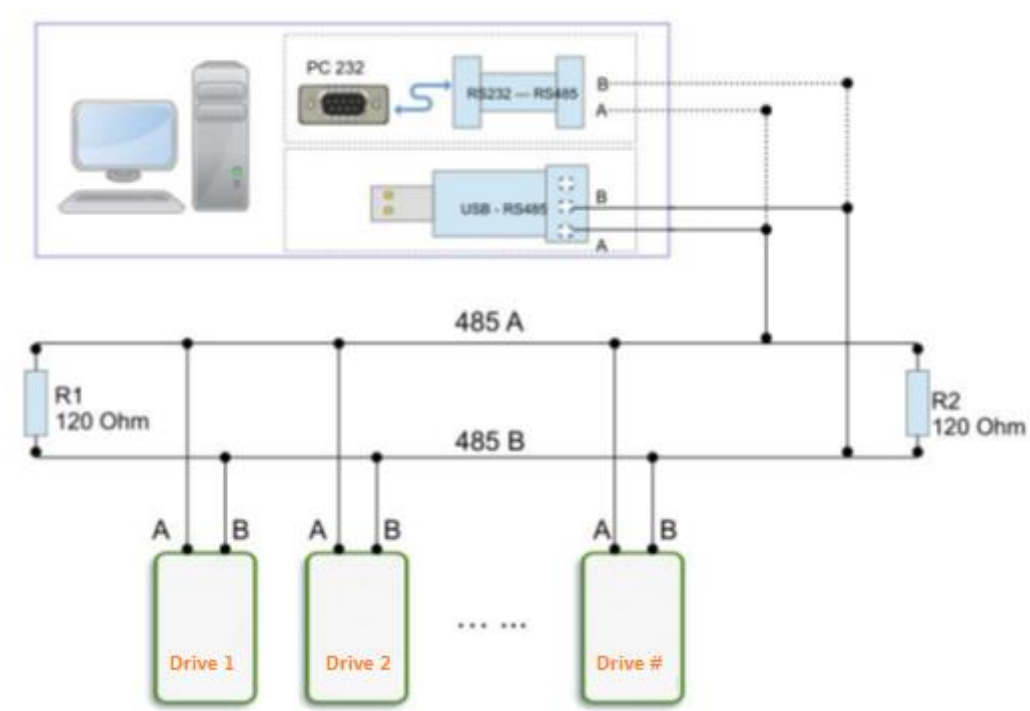 PC 232
RS232 — RS485
B
A
USB - RS485
B
A
485 A
R1
120 Ohm
R2
120 Ohm
485 B
A B A B A B
... ...
Drive 1 Drive 2 Drive #